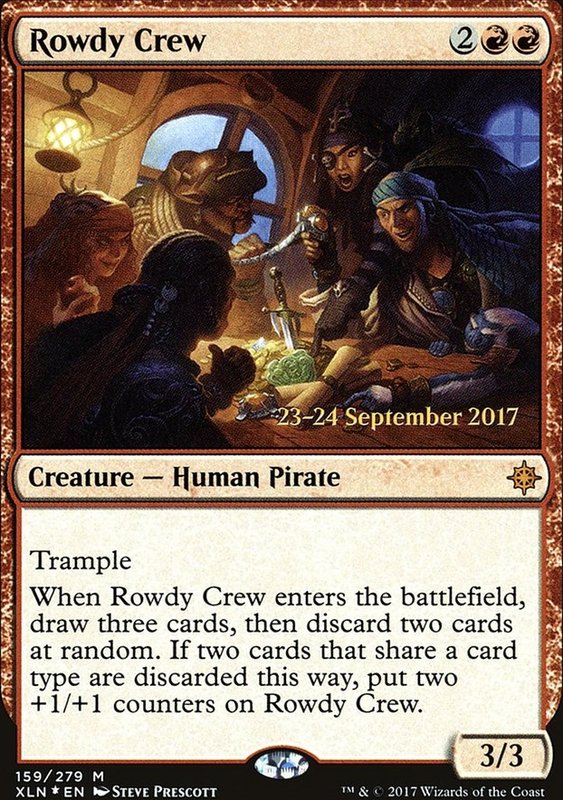 Rowdy Crew 2
23–24 September 2017
Creature — Human Pirate
Trample
When Rowdy Crew enters the battlefield,
draw three cards, then discard two cards
at random. If two cards that share a card
type are discarded this way, put two
+1/+1 counters on Rowdy Crew.
3/3
159/279 M
XLN EN Steve Prescott
™ & © 2017 Wizards of the Coast